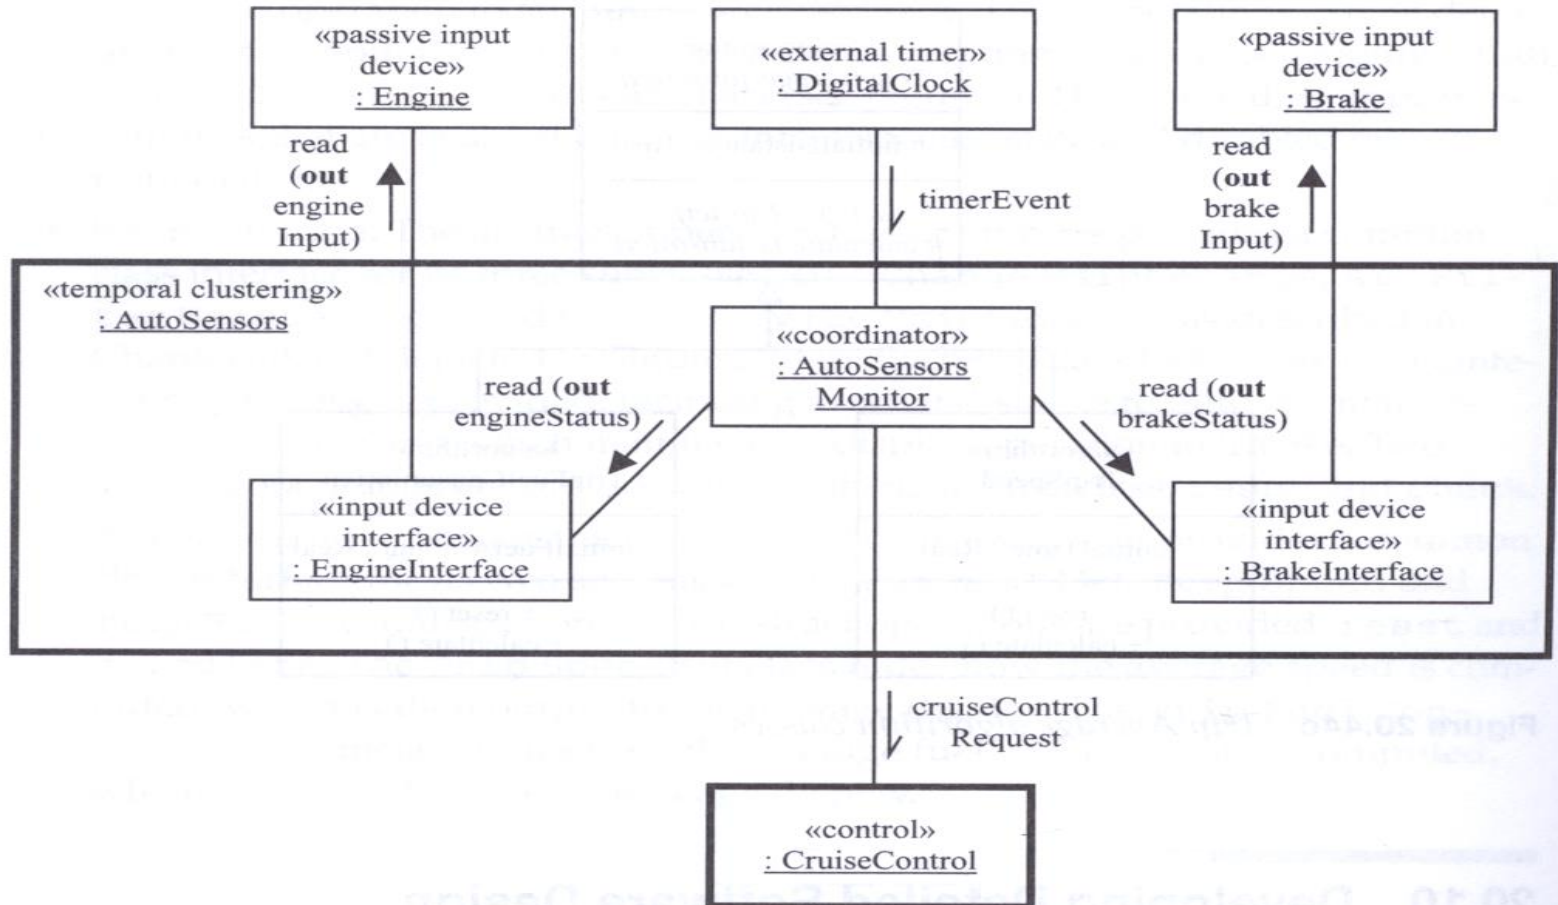 «passive input
device»
: Engine
«external timer»
: DigitalClock
«passive input
device»
: Brake
read
(out
engine
Input)
timerEvent
read
(out
brake
Input)
«temporal clustering»
: AutoSensors
«coordinator»
: AutoSensors
Monitor
read (out
engineStatus)
read (out
brakeStatus)
«input device
interface»
: EngineInterface
«input device
interface»
: BrakeInterface
cruiseControl
Request
«control»
: CruiseControl